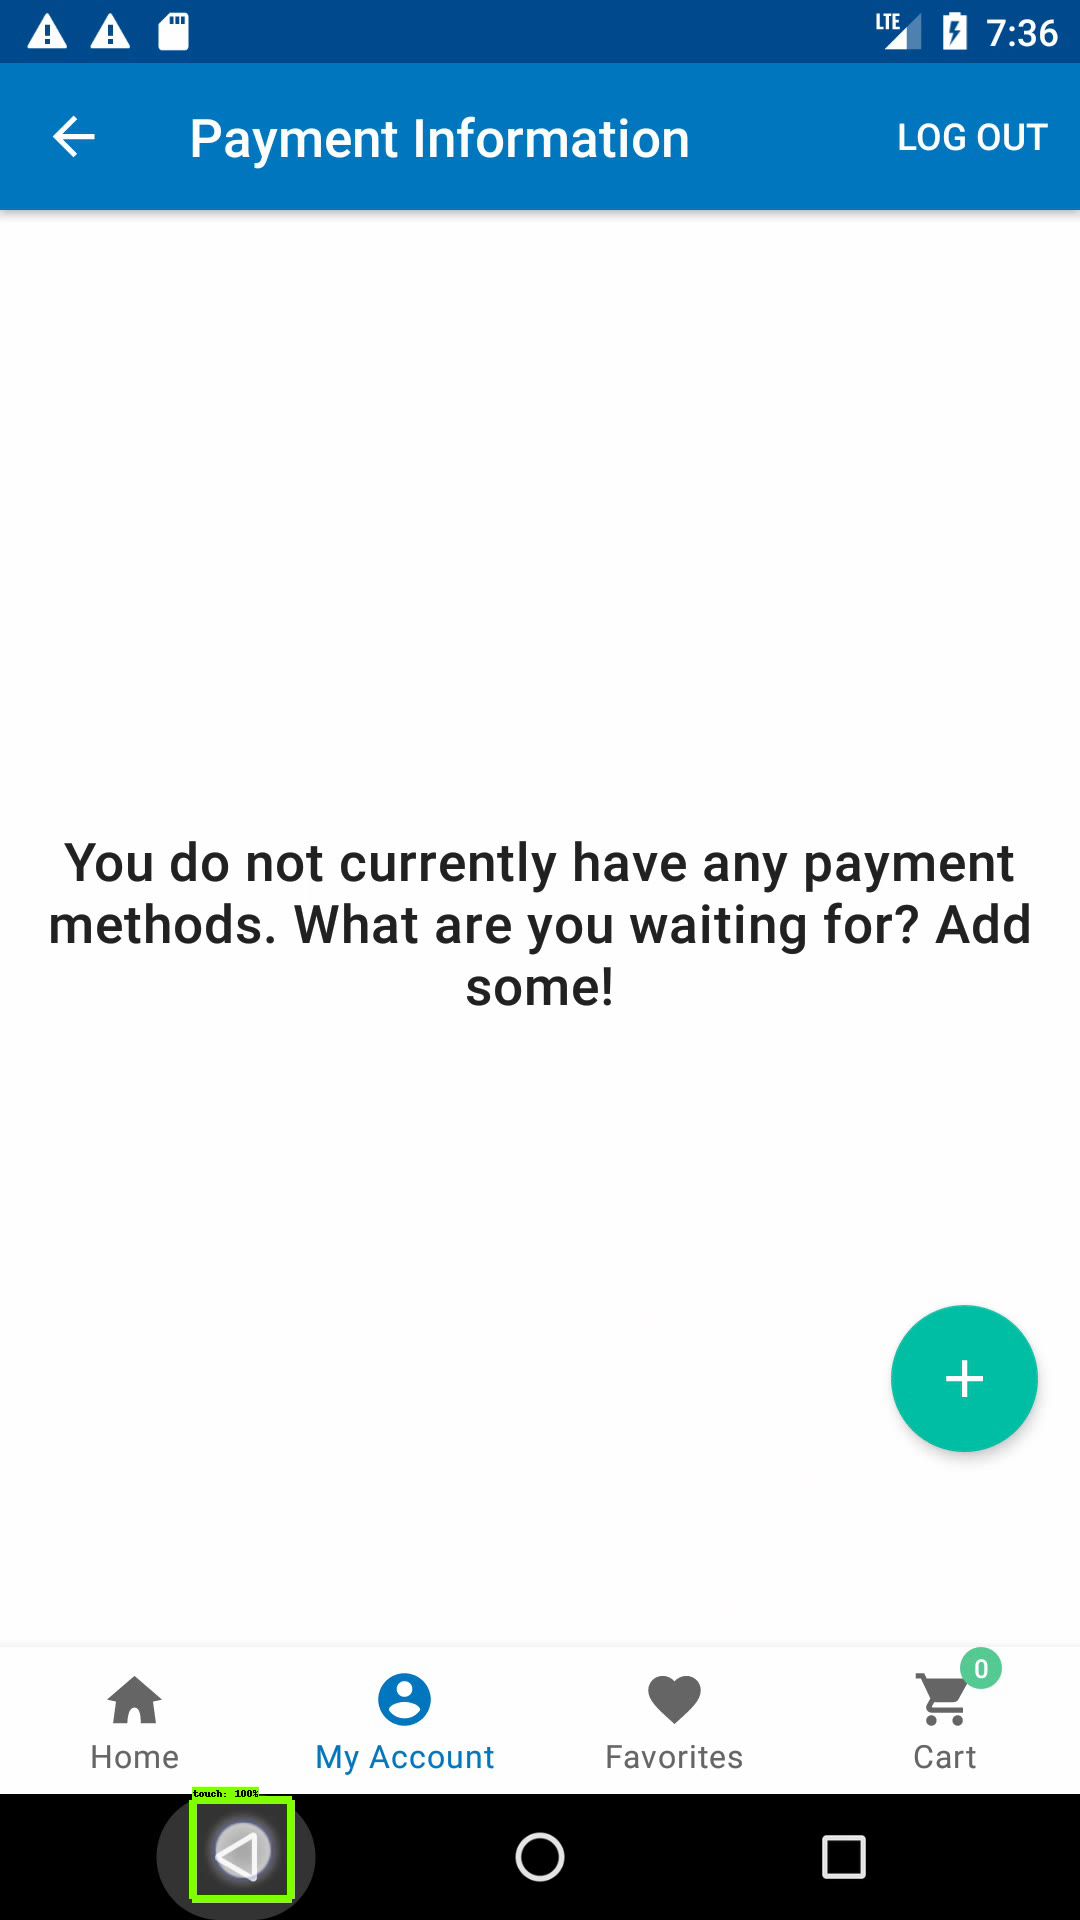 LTE 7:36
Payment Information
LOG OUT
You do not currently have any payment
methods. What are you waiting for? Add
some!
0
Home
My Account
Favorites
Cart
touch: 100%